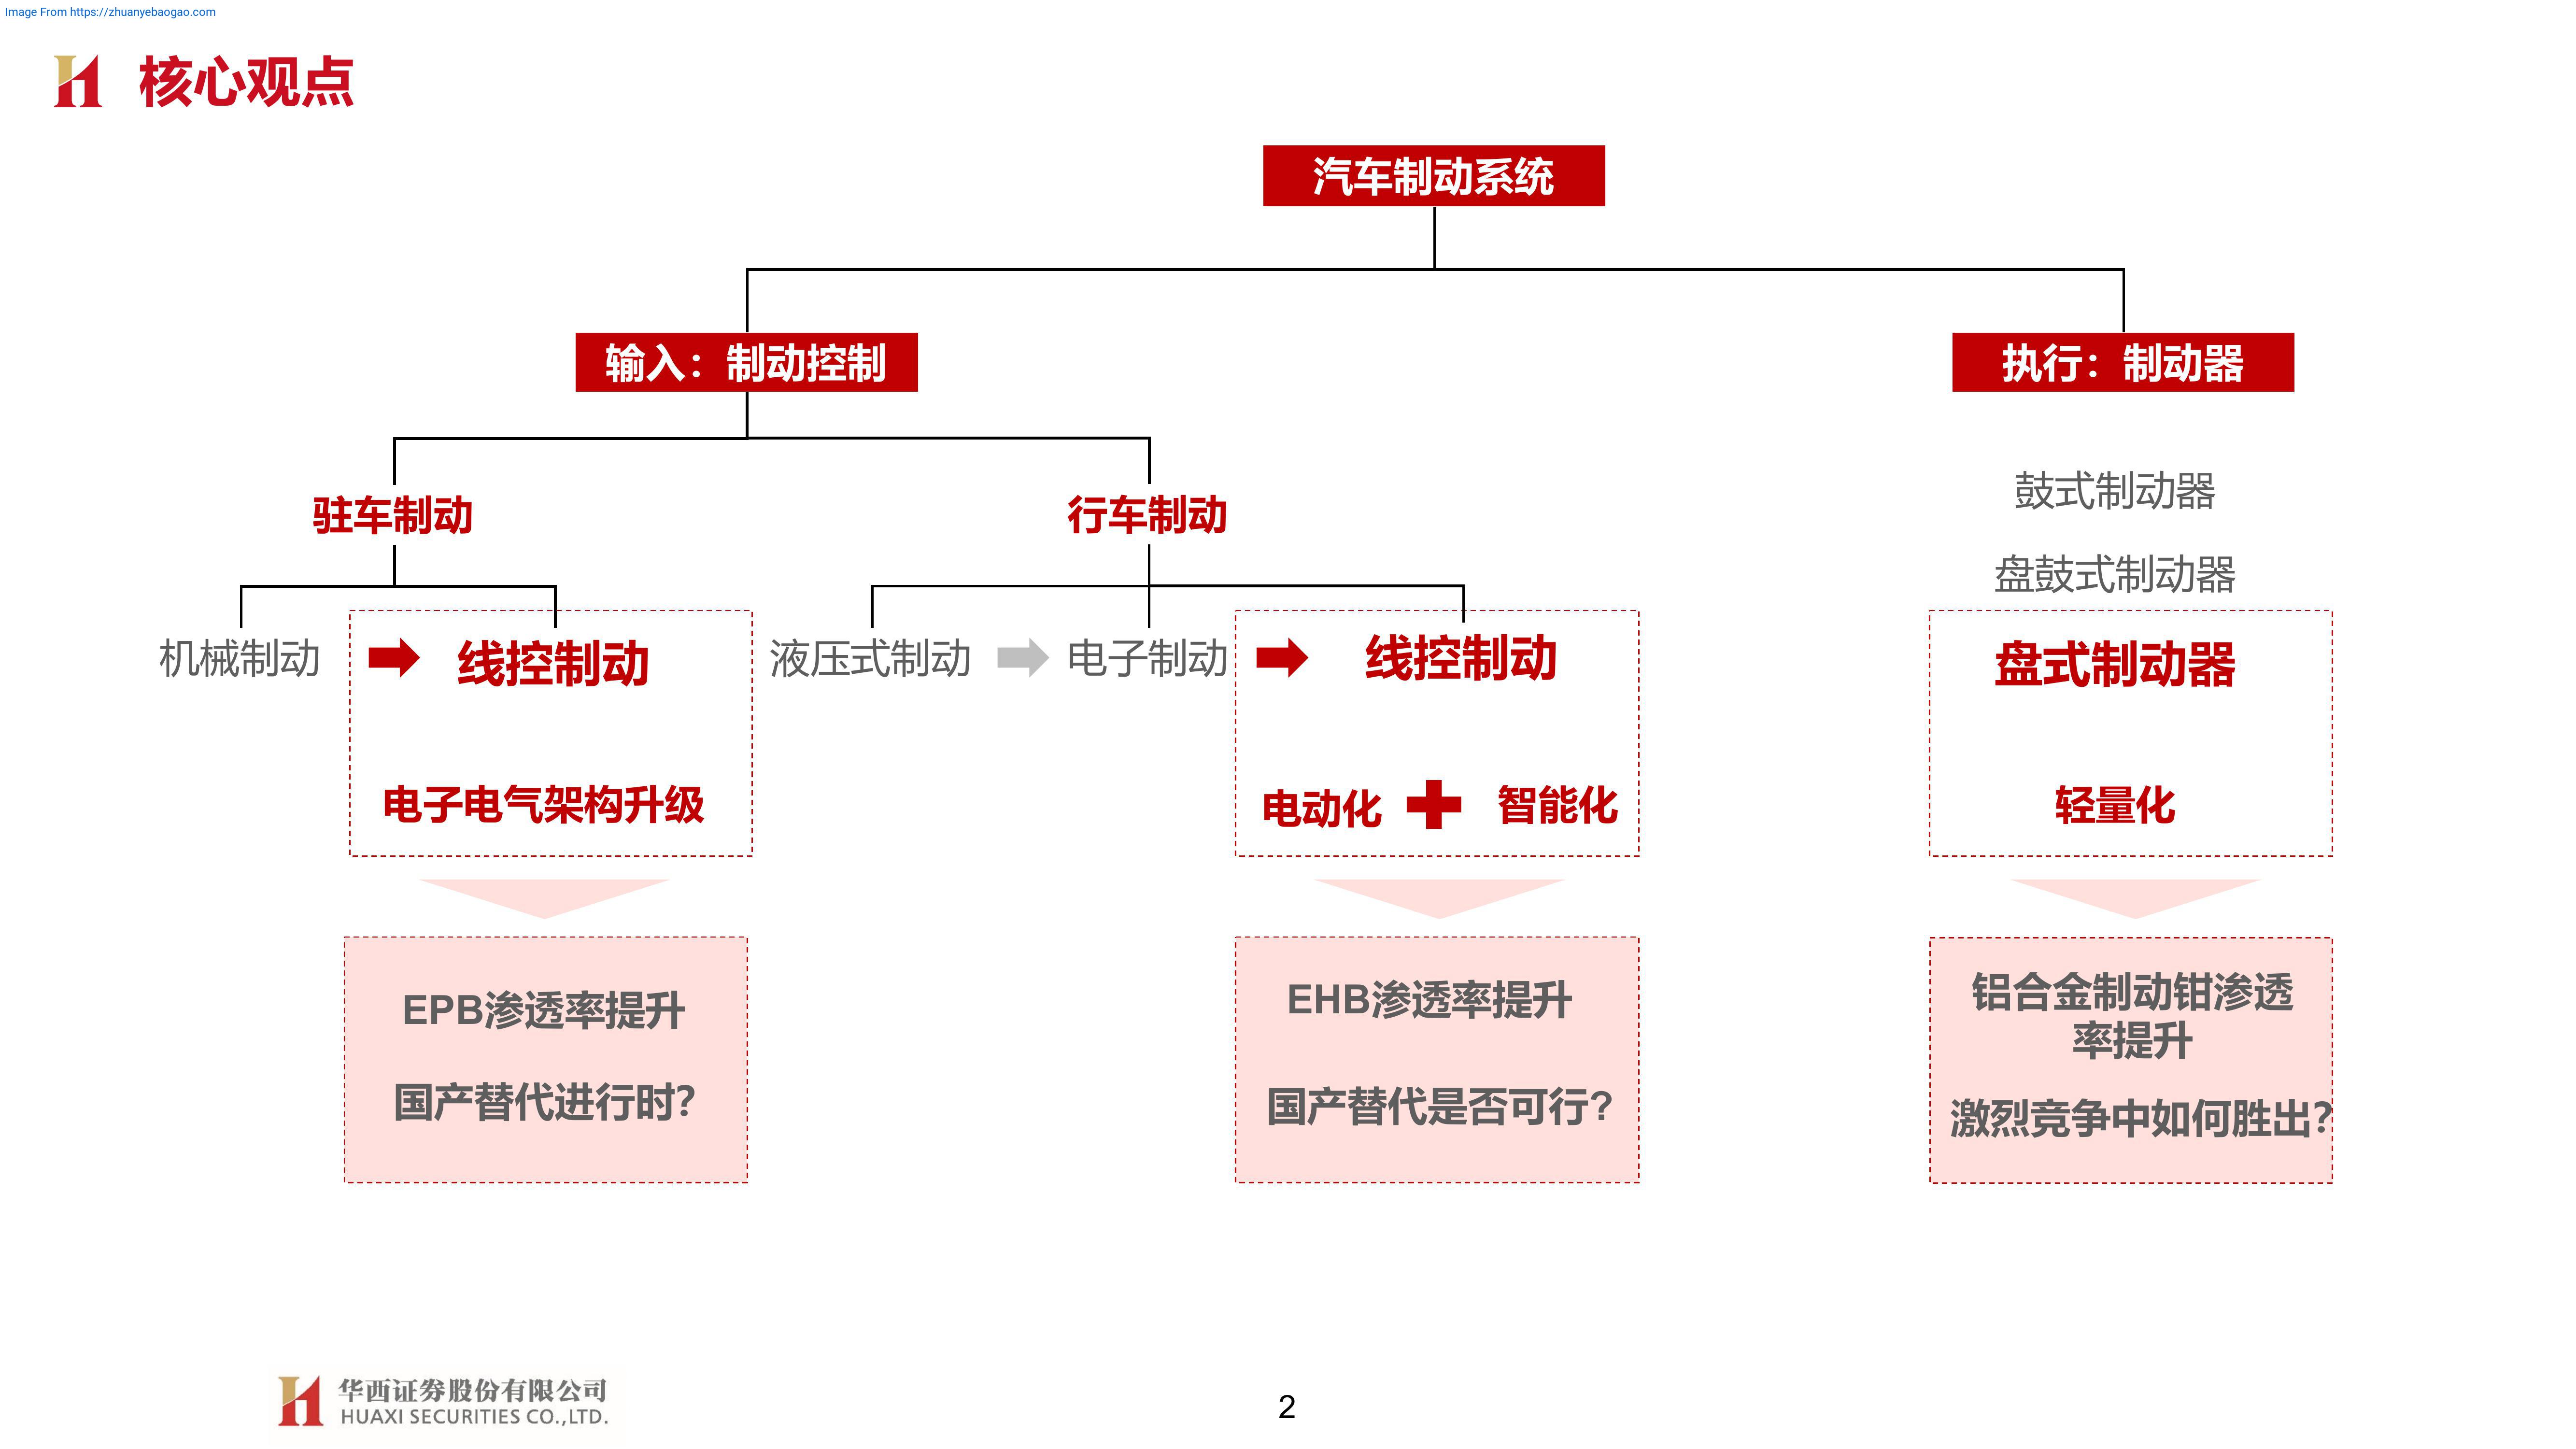 Image From https://zhuanyebaogao.com
核心观点
汽车制动系统
输入：制动控制
执行：制动器
驻车制动
行车制动
鼓式制动器
盘鼓式制动器
机械制动
线控制动
液压式制动
电子制动
线控制动
盘式制动器
电子电气架构升级
电动化
智能化
轻量化
EPB渗透率提升
国产替代进行时？
EHB渗透率提升
国产替代是否可行?
铝合金制动钳渗透
率提升
激烈竞争中如何胜出？
华西证券股份有限公司
HUAXI SECURITIES CO.,LTD.
2